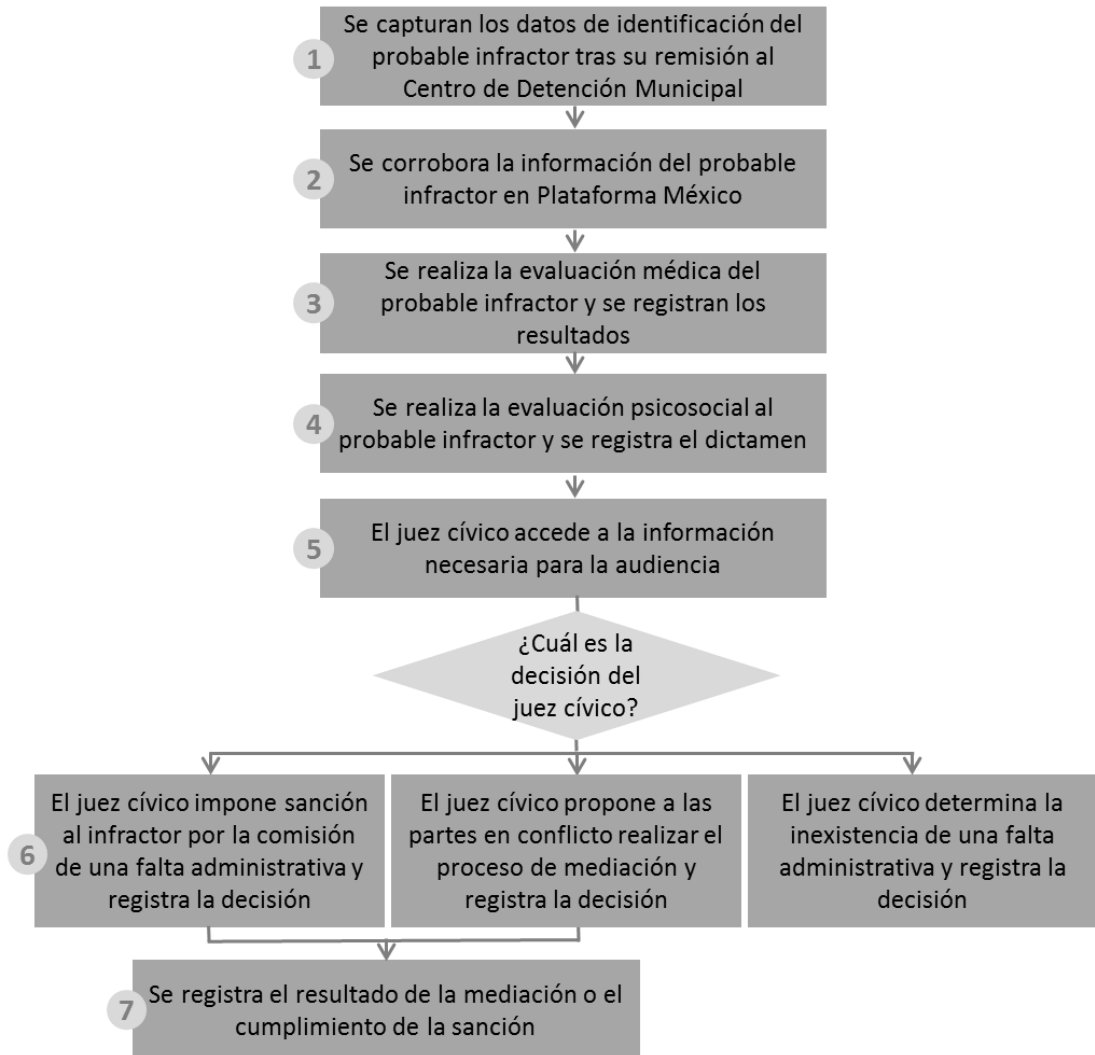 1
Se capturan los datos de identificación del
probable infractor tras su remisión al
Centro de Detención Municipal
2
Se corrobora la información del probable
infractor en Plataforma México
3
Se realiza la evaluación médica del
probable infractor y se registran los
resultados
4
Se realiza la evaluación psicosocial al
probable infractor y se registra el dictamen
5
El juez cívico accede a la información
necesaria para la audiencia
¿Cuál es la
decisión del
juez cívico?
6
El juez cívico impone sanción
al infractor por la comisión
de una falta administrativa y
registra la decisión
El juez cívico propone a las
partes en conflicto realizar el
proceso de mediación y
registra la decisión
El juez cívico determina la
inexistencia de una falta
administrativa y registra la
decisión
7
Se registra el resultado de la mediación o el
cumplimiento de la sanción